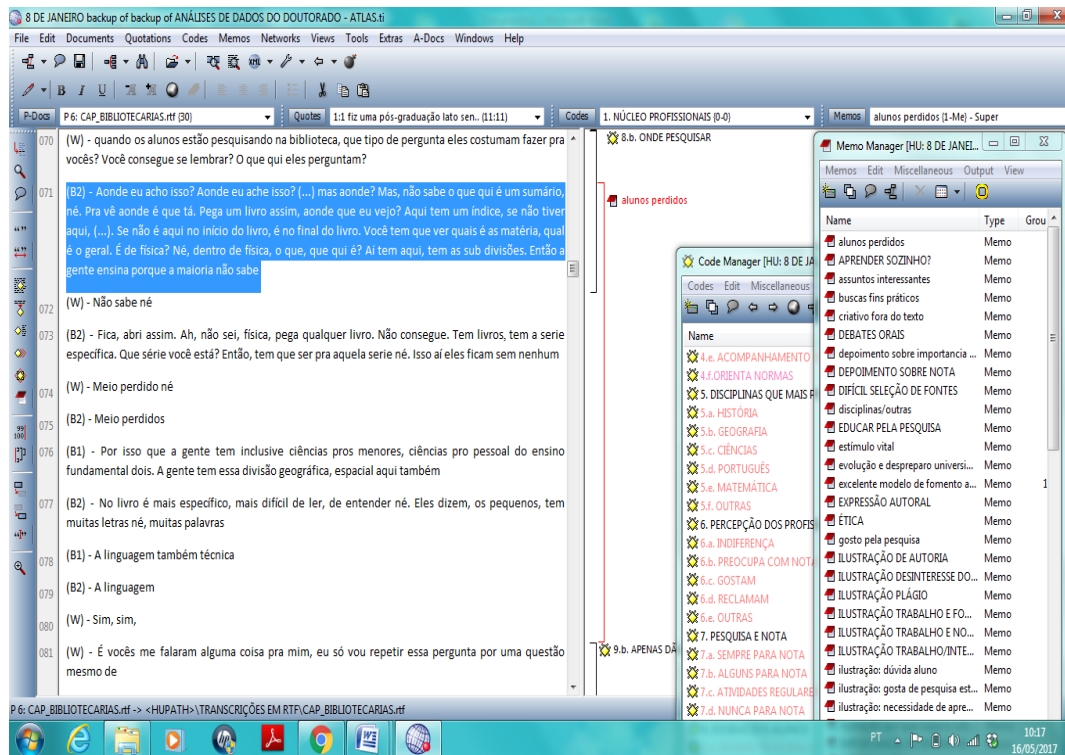 8 DE JANEIRO backup of backup of ANÁLISES DE DADOS DO DOUTORADO - ATLAS.ti
File Edit Documents Quotations Codes Memos Networks Views Tools Extras A-Docs Windows Help
B I U
P-Docs P 6: CAP_BIBLIOTECARIAS.rtf (30) Quotes 1:1 fiz uma pós-graduação lato sen.. (11:11) Codes 1. NÚCLEO PROFISSIONAIS {0-0} Memos alunos perdidos {1-Me} - Super
070 (W) - quando os alunos estão pesquisando na biblioteca, que tipo de pergunta eles costumam fazer pra
vocês? Você consegue se lembrar? O que qui eles perguntam?
071 (B2) - Aonde eu acho isso? Aonde eu ache isso? (...) mas aonde? Mas, não sabe o que qui é um sumário,
né. Pra vê aonde é que tá. Pega um livro assim, aonde que eu vejo? Aqui tem um índice, se não tiver
aqui, (...). Se não é aqui no início do livro, é no final do livro. Você tem que ver quais é as matéria, qual
é o geral. É de física? Né, dentro de física, o que, que qui é? Aí tem aqui, tem as sub divisões. Então a
gente ensina porque a maioria não sabe
072 (W) - Não sabe né
073 (B2) - Fica, abri assim. Ah, não sei, física, pega qualquer livro. Não consegue. Tem livros, tem a serie
específica. Que série você está? Então, tem que ser pra aquela serie né. Isso aí eles ficam sem nenhum
074 (W) - Meio perdido né
075 (B2) - Meio perdidos
076 (B1) - Por isso que a gente tem inclusive ciências pros menores, ciências pro pessoal do ensino
fundamental dois. A gente tem essa divisão geográfica, espacial aqui também
077 (B2) - No livro é mais específico, mais difícil de ler, de entender né. Eles dizem, os pequenos, tem
muitas letras né, muitas palavras
078 (B1) - A linguagem também técnica
079 (B2) - A linguagem
080 (W) - Sim, sim,
081 (W) - É vocês me falaram alguma coisa pra mim, eu só vou repetir essa pergunta por uma questão
mesmo de
8.b. ONDE PESQUISAR
alunos perdidos
9.b. APENAS DÃ
Code Manager [HU: 8 DE JA
Codes Edit Miscellaneous
Name
4.e. ACOMPANHAMENTO
4.f.ORIENTA NORMAS
5. DISCIPLINAS QUE MAIS P
5.a. HISTÓRIA
5.b. GEOGRAFIA
5.c. CIÊNCIAS
5.d. PORTUGUÊS
5.e. MATEMÁTICA
5.f. OUTRAS
6. PERCEPÇÃO DOS PROFIS
6.a. INDIFERENÇA
6.b. PREOCUPA COM NOTA
6.c. GOSTAM
6.d. RECLAMAM
6.e. OUTRAS
7. PESQUISA E NOTA
7.a. SEMPRE PARA NOTA
7.b. ALGUNS PARA NOTA
7.c. ATIVIDADES REGULARE
7.d. NUNCA PARA NOTA
Memo Manager [HU: 8 DE JANEI...
Memos Edit Miscellaneous Output View
Name Type Grou
alunos perdidos Memo
APRENDER SOZINHO? Memo
assuntos interessantes Memo
buscas fins práticos Memo
criativo fora do texto Memo
DEBATES ORAIS Memo
depoimento sobre importancia ... Memo
DEPOIMENTO SOBRE NOTA Memo
DIFÍCIL SELEÇÃO DE FONTES Memo
disciplinas/outras Memo
EDUCAR PELA PESQUISA Memo
estímulo vital Memo
evolução e despreparo universi... Memo
excelente modelo de fomento a... Memo 1
EXPRESSÃO AUTORAL Memo
ÉTICA Memo
gosto pela pesquisa Memo
ILUSTRAÇÃO DE AUTORIA Memo
ILUSTRAÇÃO DESINTERESSE DO... Memo
ILUSTRAÇÃO PLÁGIO Memo
ILUSTRAÇÃO TRABALHO E FO... Memo
ILUSTRAÇÃO TRABALHO E NO... Memo
ILUSTRAÇÃO TRABALHO/INTE... Memo
ilustração: dúvida aluno Memo
ilustração: gosta de pesquisa est... Memo
ilustração: necessidade de apre... Memo
P 6: CAP_BIBLIOTECARIAS.rtf -> <HUPATH>\TRANSCRIÇÕES EM RTF\CAP_BIBLIOTECARIAS.rtf
PT
10:17
16/05/2017